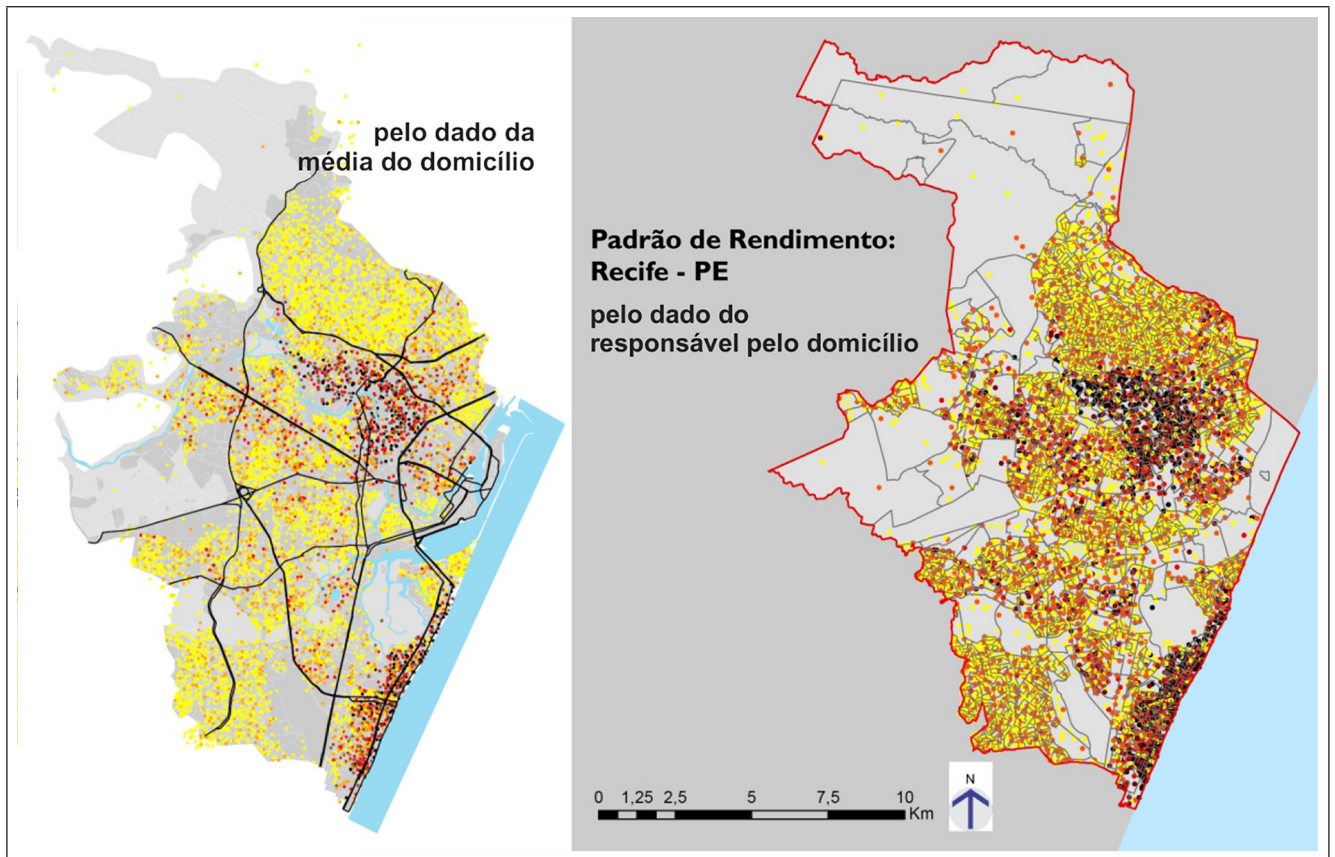 pelo dado da
média do domicílio
Padrão de Rendimento:
Recife - PE
pelo dado do
responsável pelo domicílio
0 1,25 2,5 5 7,5 10
Km
N